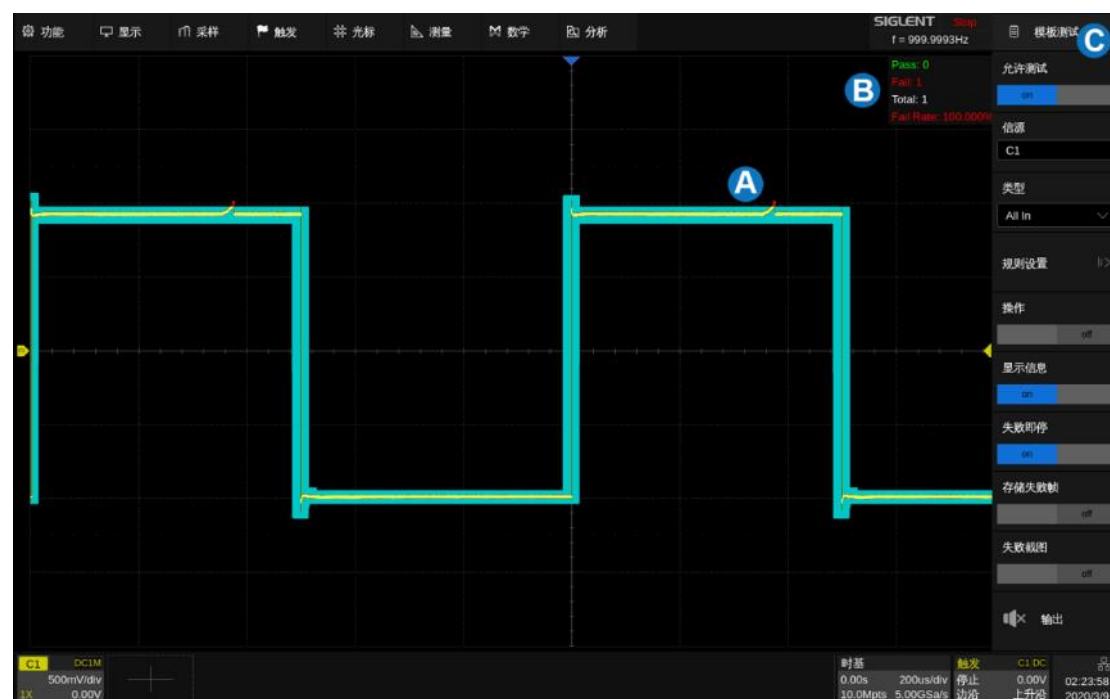 功能 显示 采样 触发 光标 测量 数学 分析
SIGLENT Stop
f = 999.9993Hz
模板测试
C
Pass: 0
Fail: 1
Total: 1
Fail Rate: 100.000%
B
A
允许测试
on
信源
C1
类型
All In
规则设置
操作
off
显示信息
on
失败即停
on
存储失败帧
off
失败截图
off
输出
C1 DC1M
500mV/div
1X 0.00V
时基
0.00s 200us/div
10.0Mpts 5.00GSa/s
触发 C1 DC
停止 0.00V
边沿 上升沿
02:23:58